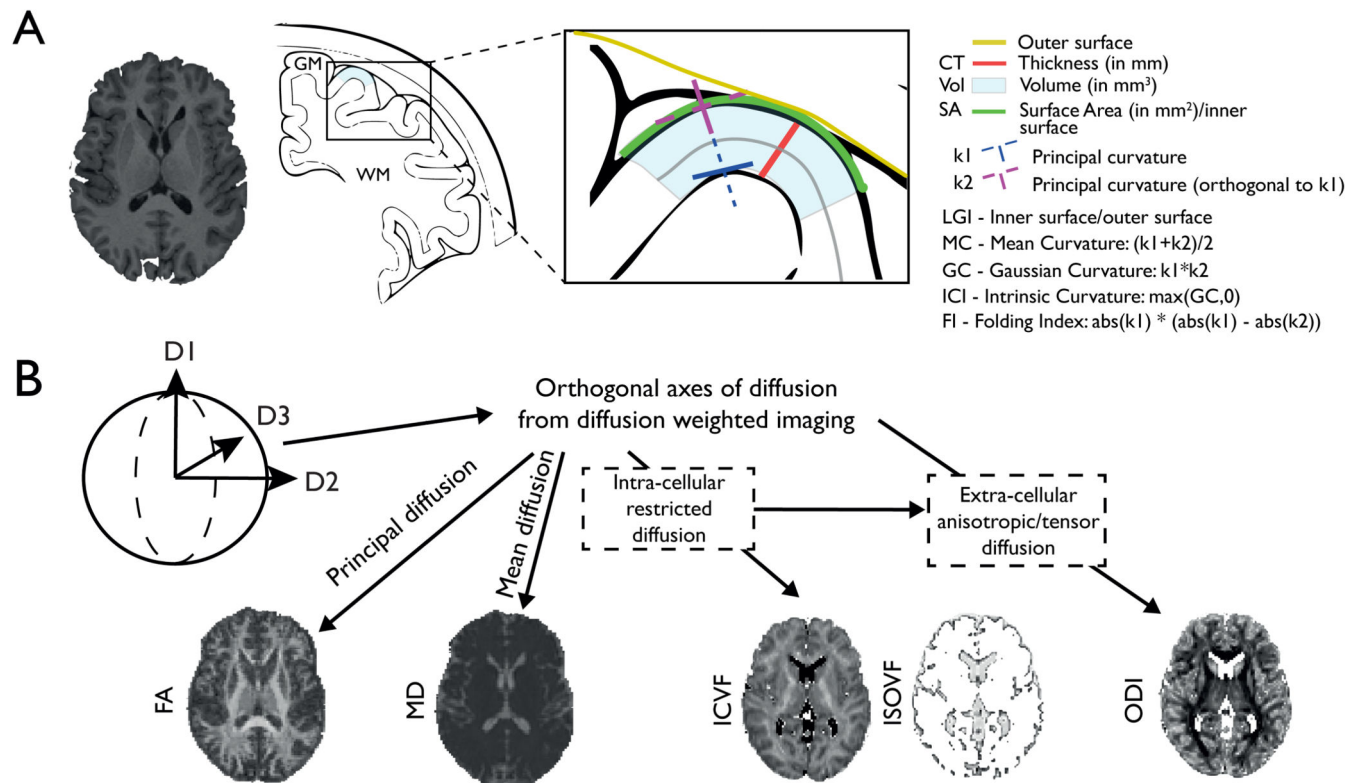 A
GM
WM
Outer surface
CT Thickness (in mm)
Vol Volume (in mm³)
SA Surface Area (in mm²)/inner
surface
k1 Principal curvature
k2 Principal curvature (orthogonal to k1)
LGI - Inner surface/outer surface
MC - Mean Curvature: (k1+k2)/2
GC - Gaussian Curvature: k1*k2
ICI - Intrinsic Curvature: max(GC,0)
FI - Folding Index: abs(k1) * (abs(k1) - abs(k2))
B
D1
D3
D2
Orthogonal axes of diffusion
from diffusion weighted imaging
Principal diffusion
Mean diffusion
Intra-cellular
restricted
diffusion
Extra-cellular
anisotropic/tensor
diffusion
FA
MD
ICVF
ISOVF
ODI